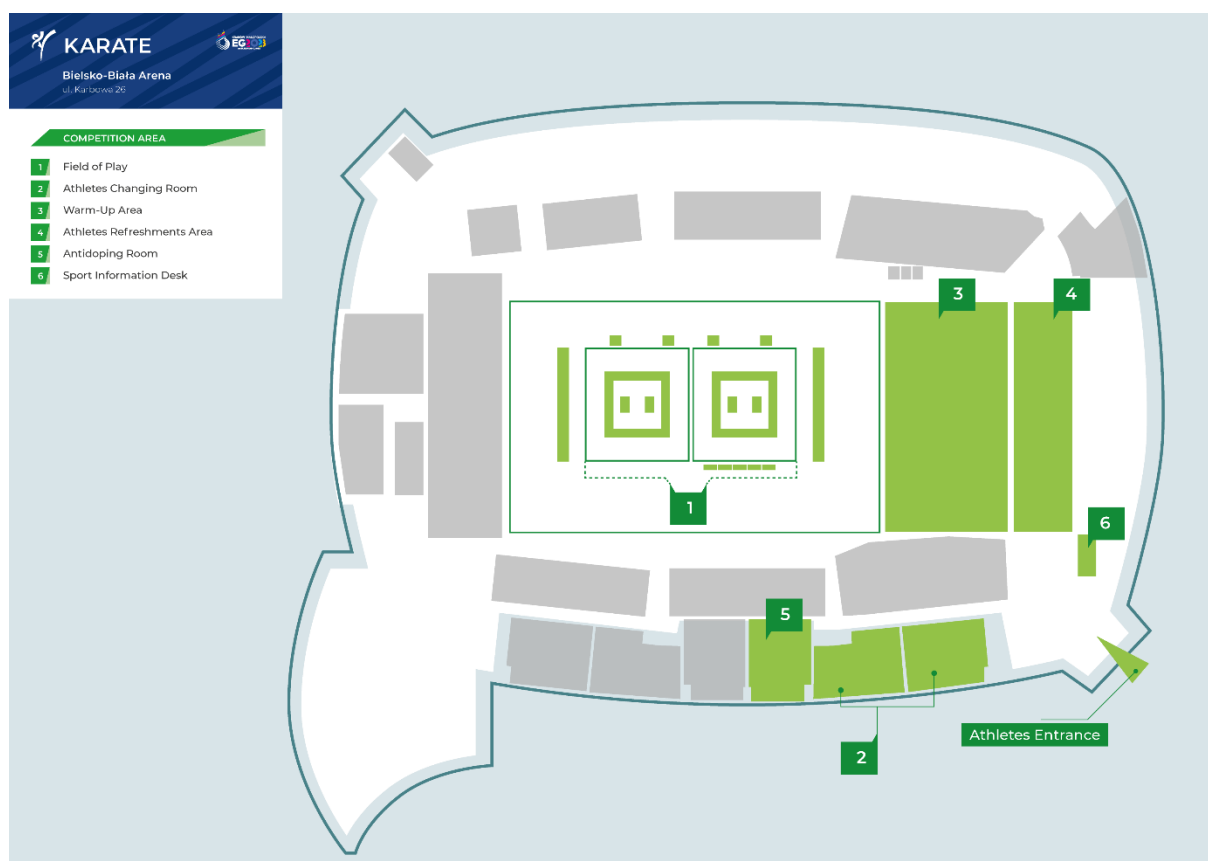 KARATE
EG2023
Bielsko-Biała Arena
ul. Karbowa 26
COMPETITION AREA
1 Field of Play
2 Athletes Changing Room
3 Warm-Up Area
4 Athletes Refreshments Area
5 Antidoping Room
6 Sport Information Desk
3
4
1
6
5
Athletes Entrance
2